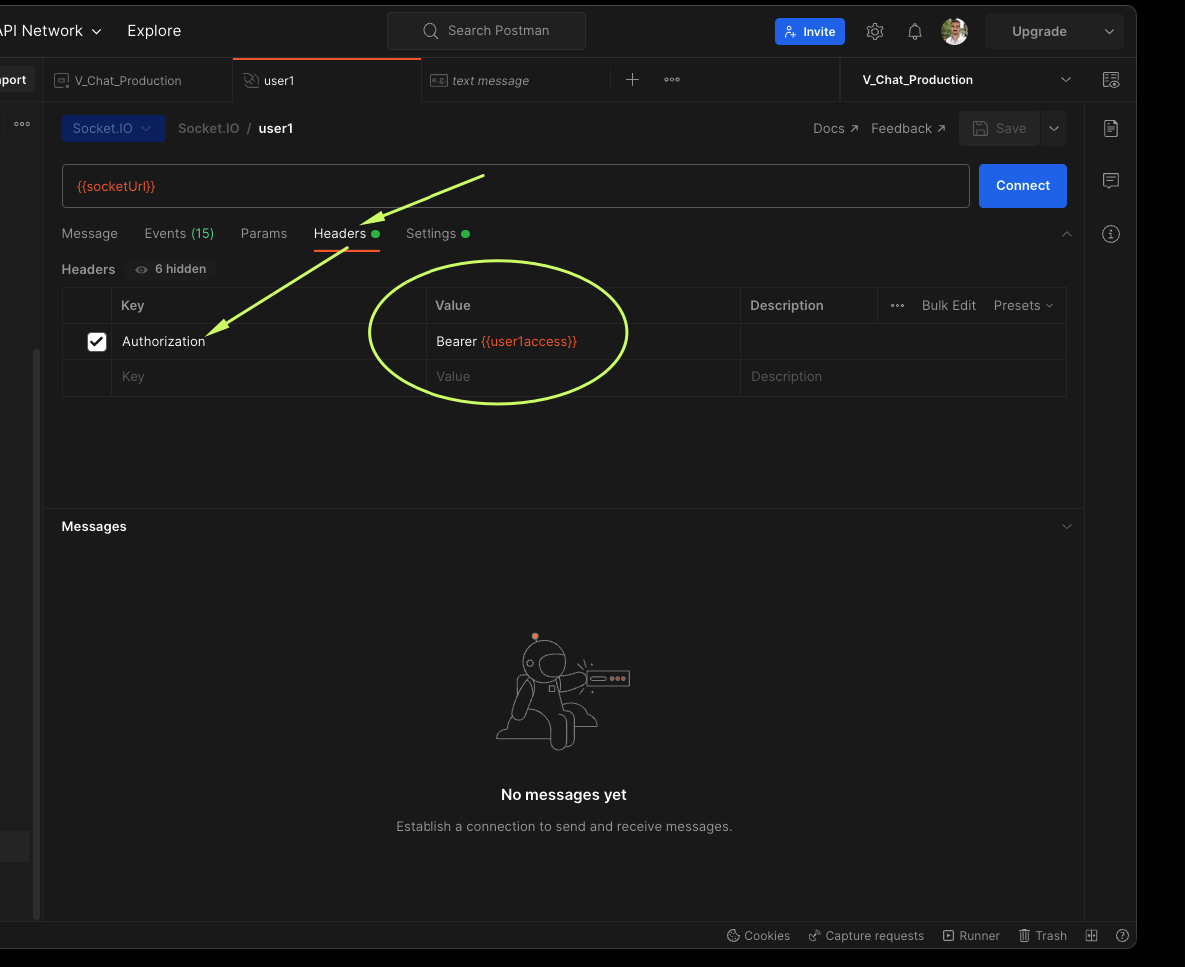 API Network Explore Search Postman Invite Upgrade
port V_Chat_Production user1 e.g. text message V_Chat_Production
Socket.IO Socket.IO / user1 Docs Feedback Save
{{socketUrl}} Connect
Message Events (15) Params Headers Settings
Headers 6 hidden
Key Value Description Bulk Edit Presets
Authorization Bearer {{user1access}}
Key Value Description
Messages
No messages yet
Establish a connection to send and receive messages.
Cookies Capture requests Runner Trash